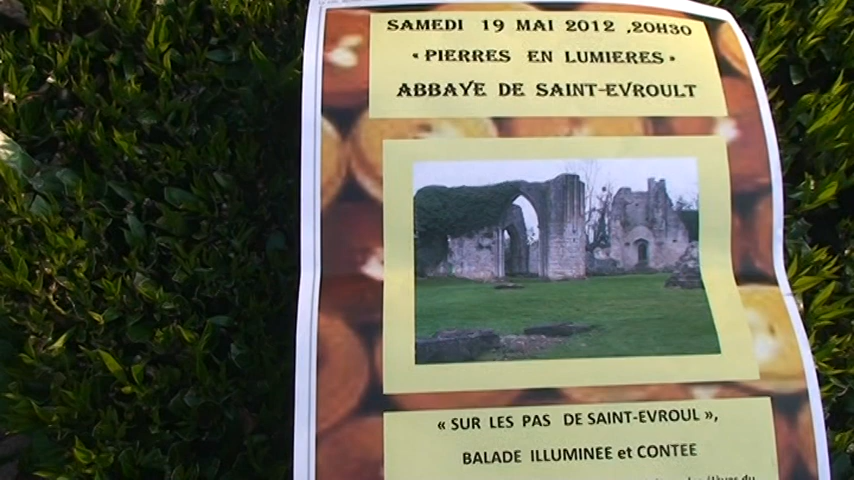 SAMEDI 19 MAI 2012 ,20H30
« PIERRES EN LUMIERES »
ABBAYE DE SAINT-EVROULT
« SUR LES PAS DE SAINT-EVROUL »,
BALADE ILLUMINEE et CONTEE